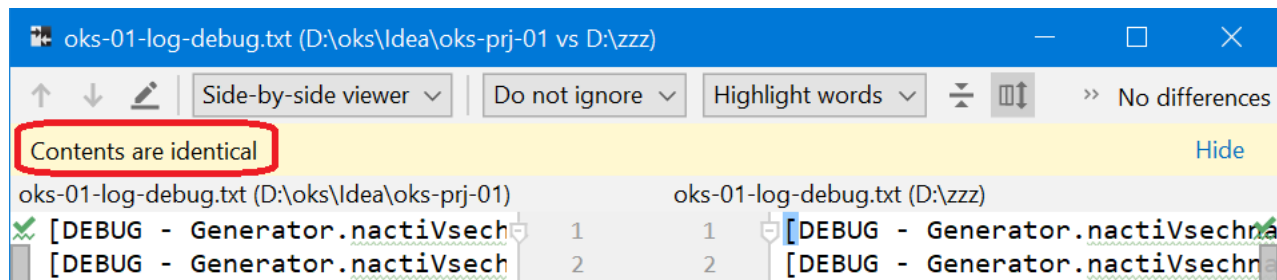 oks-01-log-debug.txt (D:\oks\Idea\oks-prj-01 vs D:\zzz)
Side-by-side viewer Do not ignore Highlight words » No differences
Contents are identical Hide
oks-01-log-debug.txt (D:\oks\Idea\oks-prj-01) oks-01-log-debug.txt (D:\zzz)
[DEBUG - Generator.nactiVsech 1 1 [DEBUG - Generator.nactiVsechna
[DEBUG - Generator.nactiVsech 2 2 [DEBUG - Generator.nactiVsechna